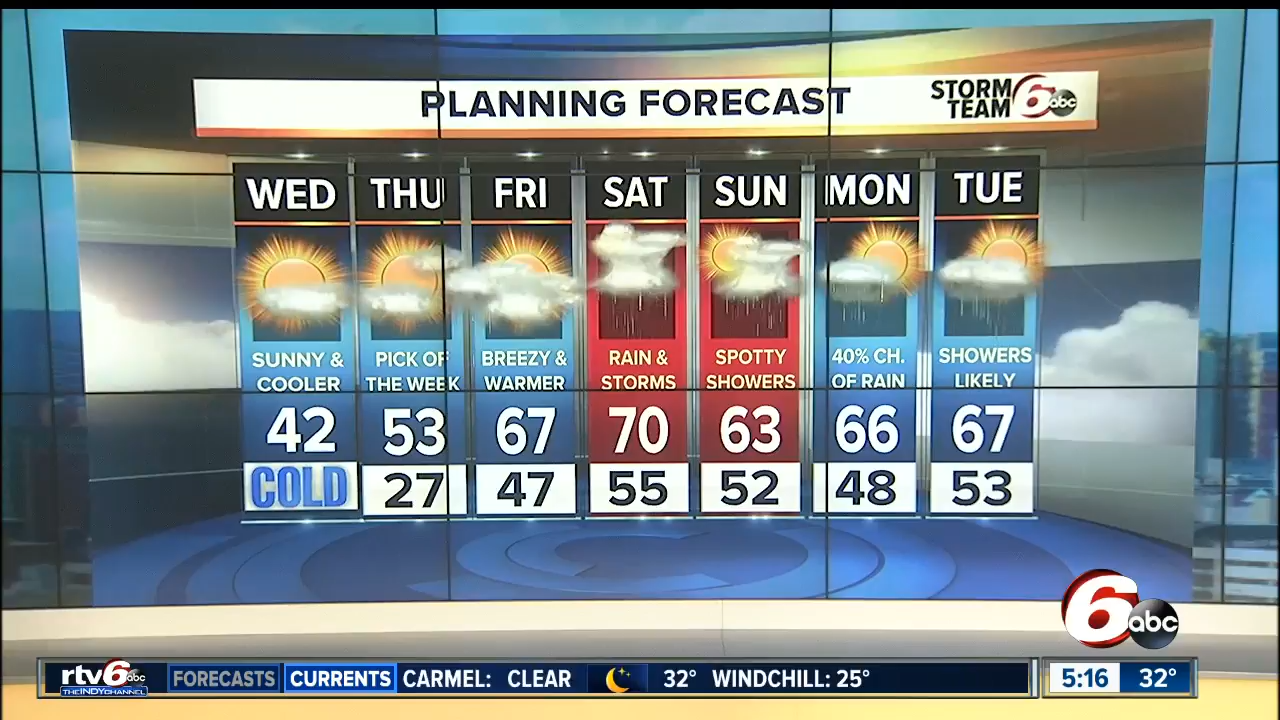 PLANNING FORECAST
STORM TEAM 6 abc
WED THU FRI SAT SUN MON TUE
SUNNY & COOLER
PICK OF THE WEEK
BREEZY & WARMER
RAIN & STORMS
SPOTTY SHOWERS
40% CH. OF RAIN
SHOWERS LIKELY
42 53 67 70 63 66 67
COLD 27 47 55 52 48 53
6 abc
rtv6 abc
THEINDYCHANNEL
FORECASTS CURRENTS CARMEL: CLEAR 32° WINDCHILL: 25° 5:16 32°